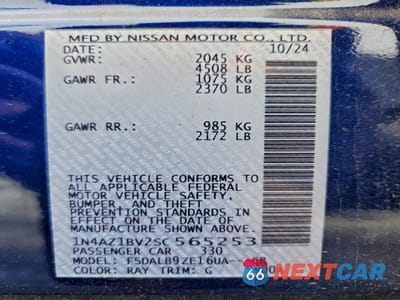 MFD BY NISSAN MOTOR CO., LTD.
DATE: 10/24
GVWR: 2045 KG
4508 LB
GAWR FR.: 1075 KG
2370 LB
GAWR RR.: 985 KG
2172 LB
THIS VEHICLE CONFORMS TO
ALL APPLICABLE FEDERAL
MOTOR VEHICLE SAFETY,
BUMPER, AND THEFT
PREVENTION STANDARDS
IN EFFECT ON THE DATE OF
MANUFACTURE SHOWN ABOVE.
1N4AZ1BV2SC565253
PASSENGER CAR 330
MODEL: FSDALB9ZE16UA--
COLOR: RAY TRIM: G
66 NEXTCAR